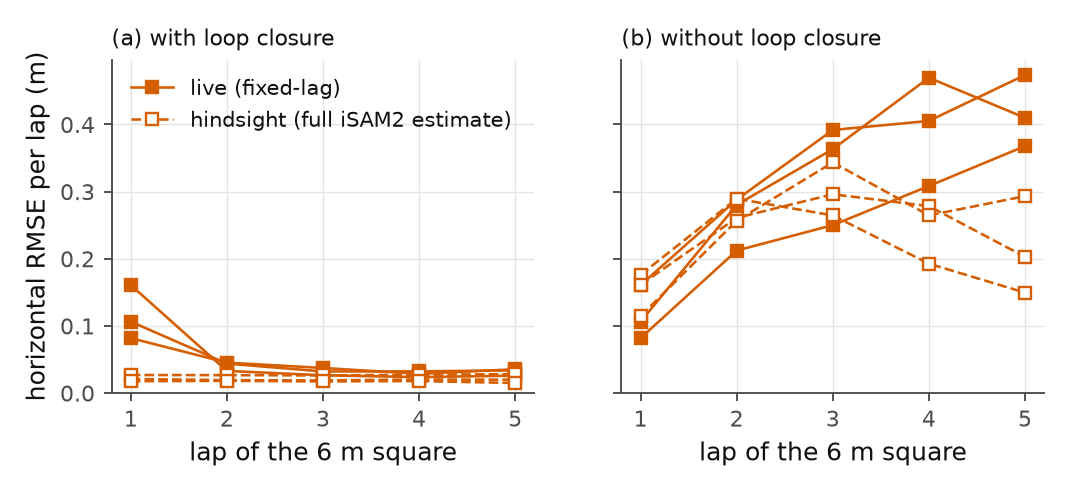 (a) with loop closure
(b) without loop closure
horizontal RMSE per lap (m)
live (fixed-lag)
hindsight (full iSAM2 estimate)
0.4
0.3
0.2
0.1
0.0
1 2 3 4 5
1 2 3 4 5
lap of the 6 m square
lap of the 6 m square